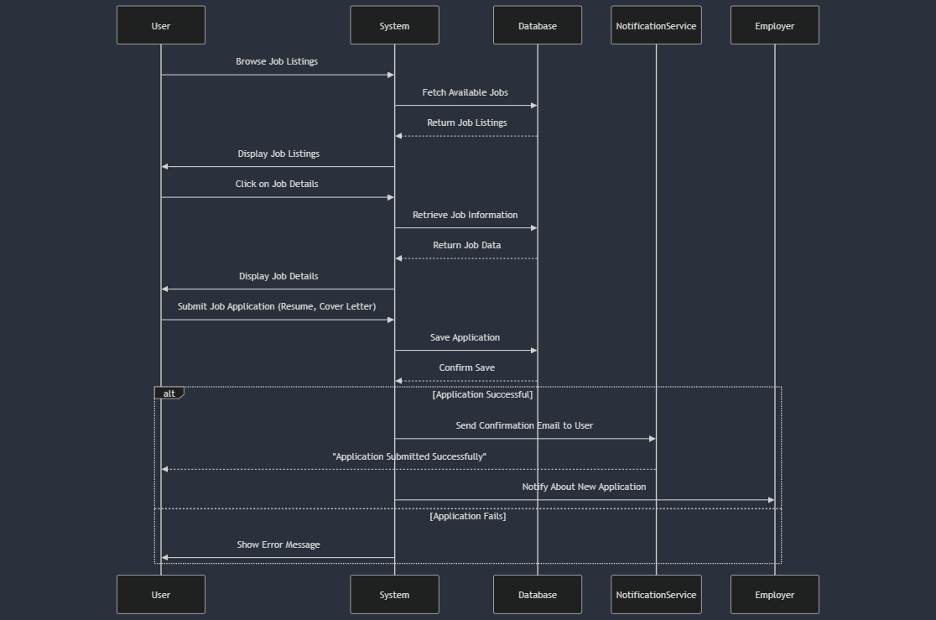 User
System
Database
NotificationService
Employer
Browse Job Listings
Fetch Available Jobs
Return Job Listings
Display Job Listings
Click on Job Details
Retrieve Job Information
Return Job Data
Display Job Details
Submit Job Application (Resume, Cover Letter)
Save Application
Confirm Save
alt
[Application Successful]
Send Confirmation Email to User
"Application Submitted Successfully"
Notify About New Application
[Application Fails]
Show Error Message
User
System
Database
NotificationService
Employer